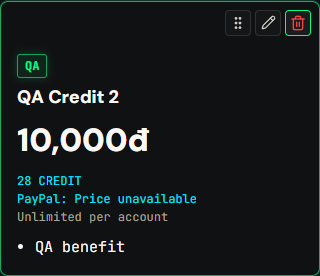 QA
QA Credit 2
10,000đ
28 CREDIT
PayPal: Price unavailable
Unlimited per account
• QA benefit